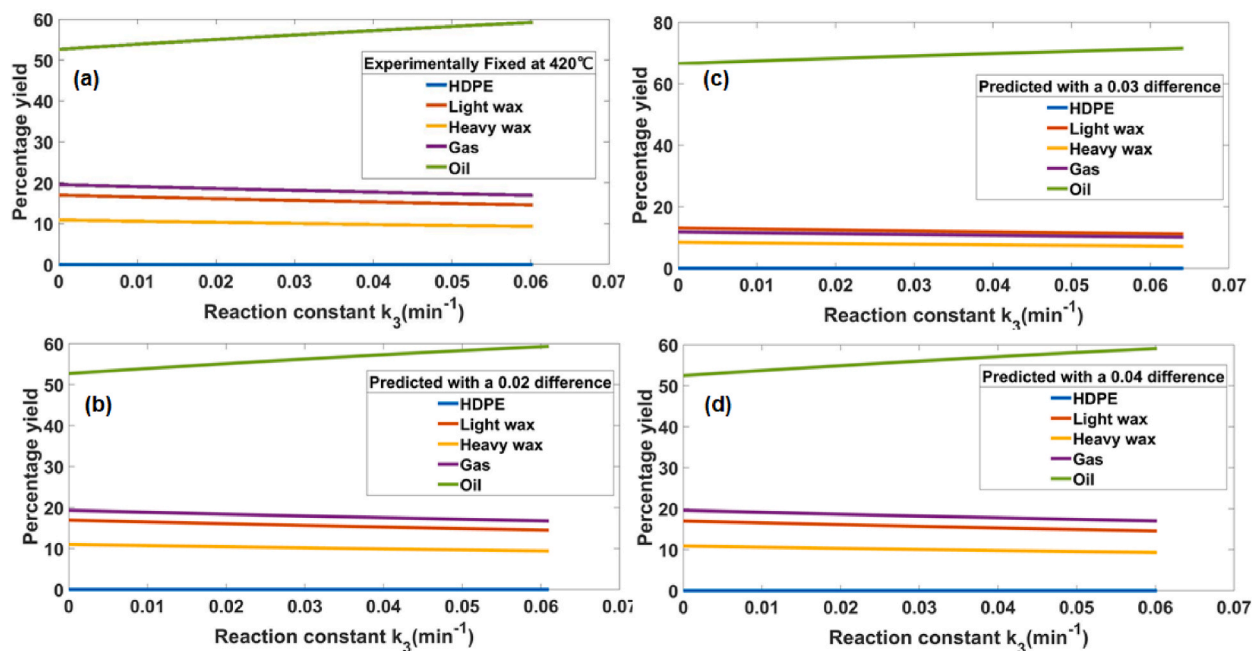 (a)
Percentage yield
60
50
40
30
20
10
0
Experimentally Fixed at 420℃
HDPE
Light wax
Heavy wax
Gas
Oil
0 0.01 0.02 0.03 0.04 0.05 0.06 0.07
Reaction constant k3(min-1)
(c)
Percentage yield
80
60
40
20
0
Predicted with a 0.03 difference
HDPE
Light wax
Heavy wax
Gas
Oil
0 0.01 0.02 0.03 0.04 0.05 0.06 0.07
Reaction constant k3(min-1)
(b)
Percentage yield
60
50
40
30
20
10
0
Predicted with a 0.02 difference
HDPE
Light wax
Heavy wax
Gas
Oil
0 0.01 0.02 0.03 0.04 0.05 0.06 0.07
Reaction constant k3(min-1)
(d)
Percentage yield
60
50
40
30
20
10
0
Predicted with a 0.04 difference
HDPE
Light wax
Heavy wax
Gas
Oil
0 0.01 0.02 0.03 0.04 0.05 0.06 0.07
Reaction constant k3(min-1)